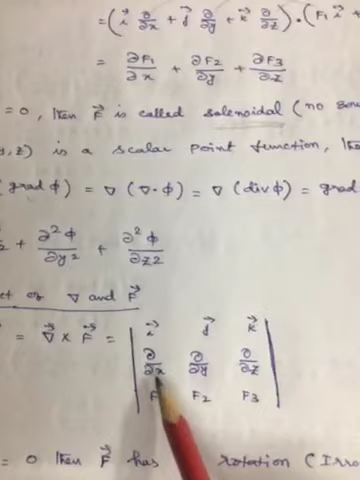 = (i⃗ ∂/∂x + j⃗ ∂/∂y + k⃗ ∂/∂z) · (F₁ i⃗ +
= ∂F₁/∂x + ∂F₂/∂y + ∂F₃/∂z
= 0, then F⃗ is called solenoidal (no
y, z) is a scalar point function,
(grad ϕ) = ∇ (∇·ϕ) = ∇ (div ϕ) = grad
+ ∂²ϕ/∂y² + ∂²ϕ/∂z²
of ∇ and F⃗
= ∇⃗ × F⃗ = | i⃗ j⃗ k⃗
∂/∂x ∂/∂y ∂/∂z
F F₂ F₃ |
= 0 then F⃗ has rotation (Irro